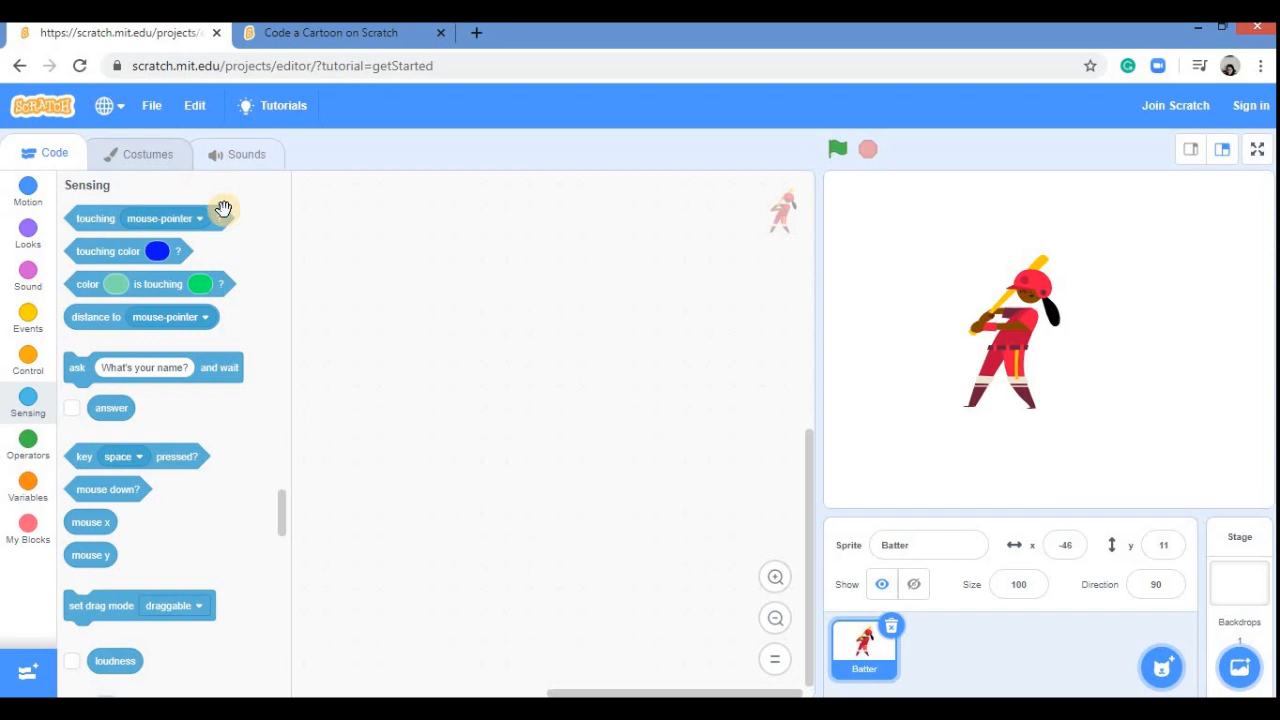 https://scratch.mit.edu/projects/
Code a Cartoon on Scratch
scratch.mit.edu/projects/editor/?tutorial=getStarted
SCRATCH File Edit Tutorials Join Scratch Sign in
Code Costumes Sounds
Motion
Looks
Sound
Events
Control
Sensing
Operators
Variables
My Blocks
Sensing
touching mouse-pointer
touching color ?
color is touching ?
distance to mouse-pointer
ask What's your name? and wait
answer
key space pressed?
mouse down?
mouse x
mouse y
set drag mode draggable
loudness
Sprite Batter x -46 y 11
Show Size 100 Direction 90
Batter
Stage
Backdrops
1